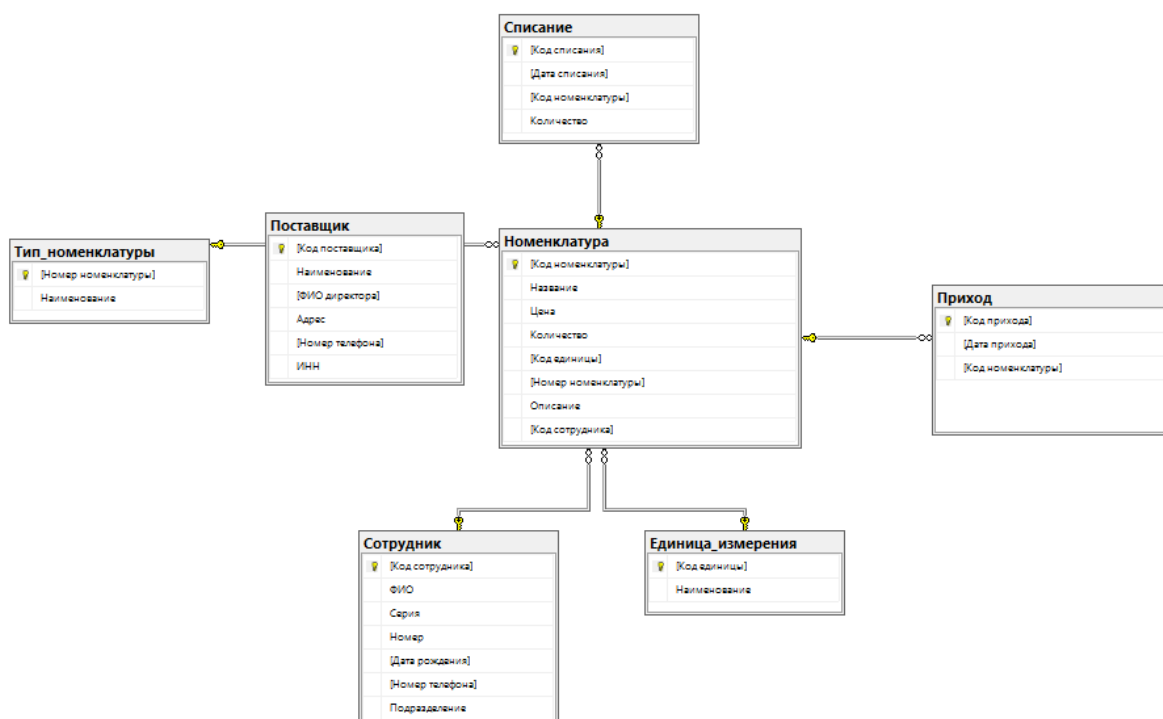 Списание
[Код списания]
[Дата списания]
[Код номенклатуры]
Количество
Тип_номенклатуры
[Номер номенклатуры]
Наименование
Поставщик
[Код поставщика]
Наименование
[ФИО директора]
Адрес
[Номер телефона]
ИНН
Номенклатура
[Код номенклатуры]
Название
Цена
Количество
[Код единицы]
[Номер номенклатуры]
Описание
[Код сотрудника]
Приход
[Код прихода]
[Дата прихода]
[Код номенклатуры]
Сотрудник
[Код сотрудника]
ФИО
Серия
Номер
[Дата рождения]
[Номер телефона]
Подразделение
Единица_измерения
[Код единицы]
Наименование